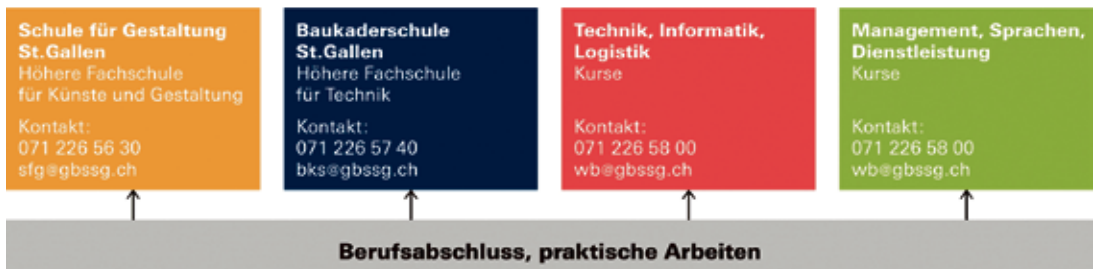 Schule für Gestaltung
St.Gallen
Höhere Fachschule
für Künste und Gestaltung
Kontakt:
071 226 56 30
sfg@gbssg.ch
Baukaderschule
St.Gallen
Höhere Fachschule
für Technik
Kontakt:
071 226 57 40
bks@gbssg.ch
Technik, Informatik,
Logistik
Kurse
Kontakt:
071 226 58 00
wb@gbssg.ch
Management, Sprachen,
Dienstleistung
Kurse
Kontakt:
071 226 58 00
wb@gbssg.ch
Berufsabschluss, praktische Arbeiten